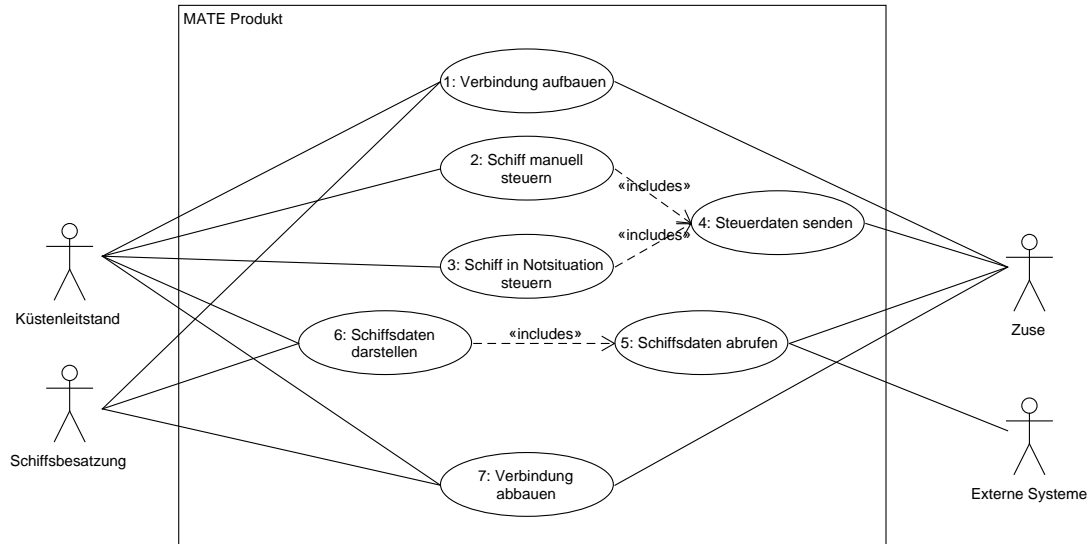 MATE Produkt
1: Verbindung aufbauen
2: Schiff manuell
steuern
«includes»
4: Steuerdaten senden
«includes»
3: Schiff in Notsituation
steuern
Küstenleitstand
Zuse
6: Schiffsdaten
darstellen
«includes»
5: Schiffsdaten abrufen
Schiffsbesatzung
7: Verbindung
abbauen
Externe Systeme